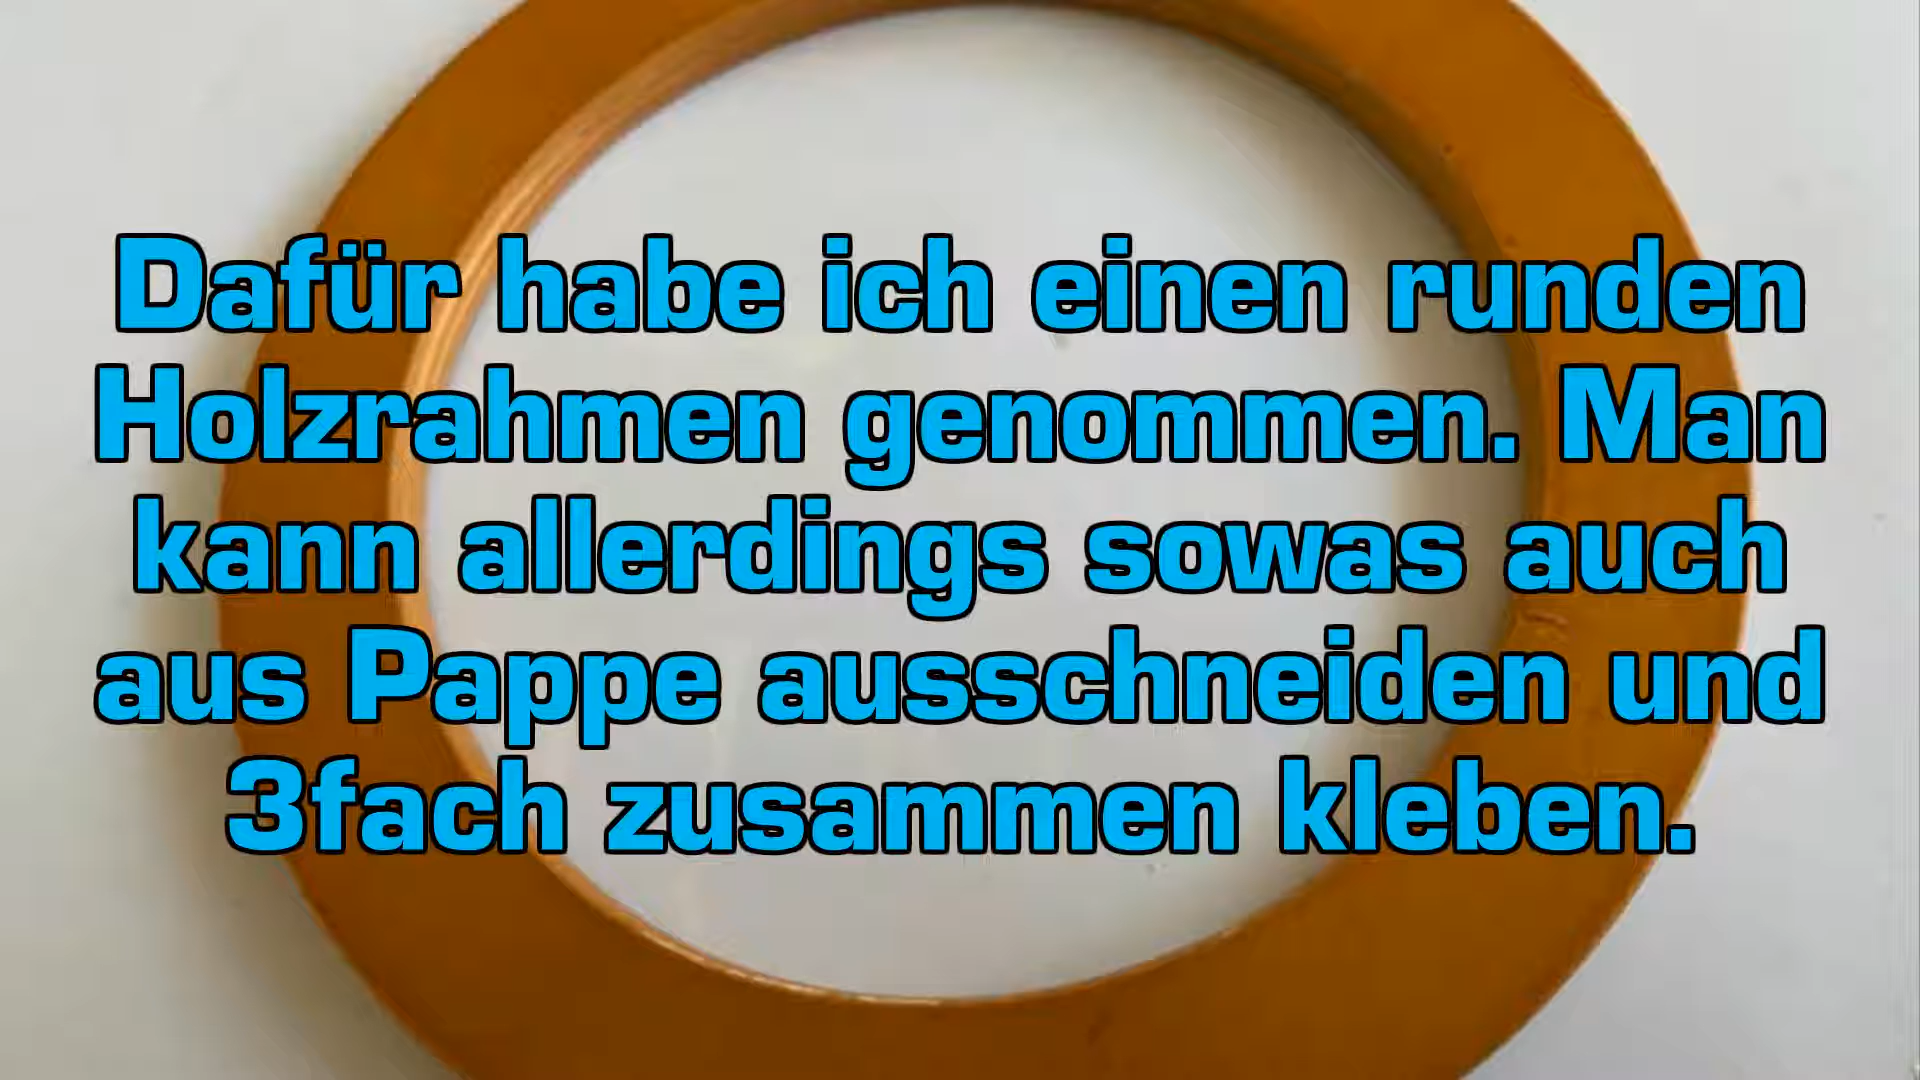 Dafür habe ich einen runden
Holzrahmen genommen. Man
kann allerdings sowas auch
aus Pappe ausschneiden und
3fach zusammen kleben.